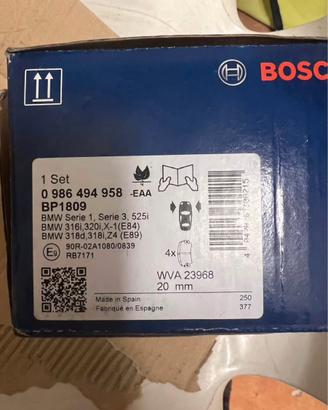 BOSC
1 Set
0 986 494 958 -EAA
BP1809
BMW Serie 1, Serie 3, 525i
BMW 316i,320i,X-1(E84)
BMW 318d,318i,Z4 (E89)
90R-02A1080/0839
RB7171
4x
WVA 23968
20 mm
Made in Spain
Fabriqué en Espagne
250
377